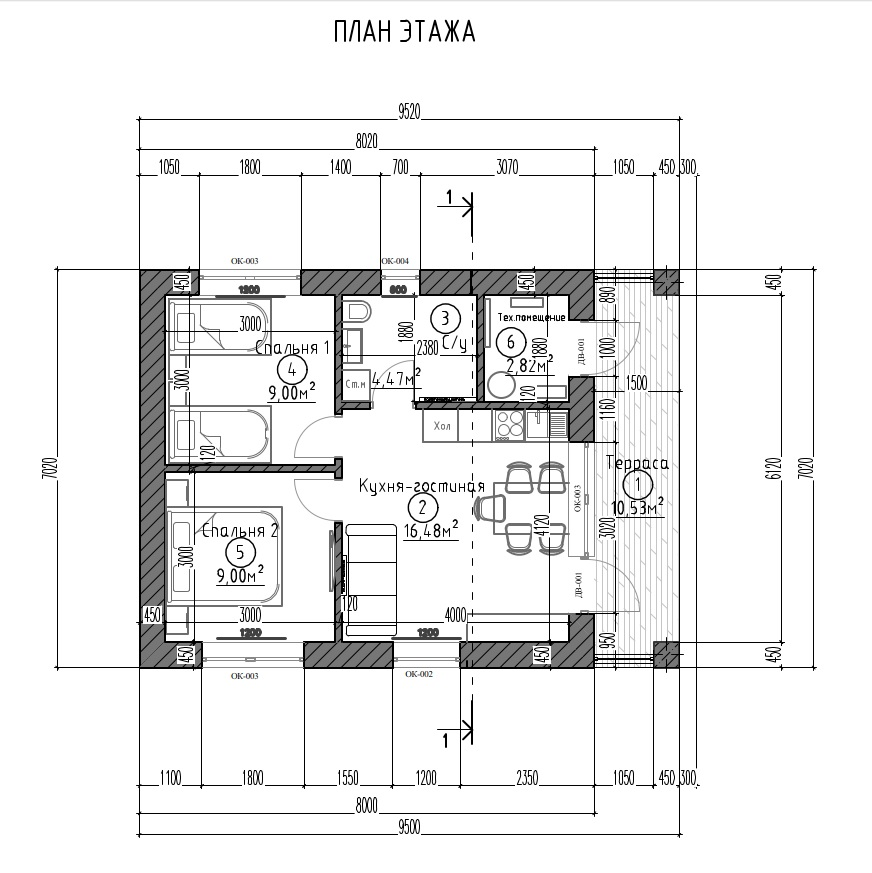 ПЛАН ЭТАЖА
9520
8020
1050 1800 1400 700 3070 1050 450 300
1
ОК-003 ОК-004
450 1200 600 450 450
890
3000 1880 3 Тех.помещение
Спальня 1 2380 С/у 6 1880 ДВ-001 1000
4 2,82м²
9,00м² 3000 Ст.м 4,47м² 120 1500
1160
Хол
120
7020 6120 7020
Кухня-гостиная Терраса
2 1
16,48м² 10,53м²
ОК-003
4120 3020
Спальня 2
5
9,00м²
3000
ДВ-001
120
450 3000 4000
1200 1200 950
450 450 450
ОК-003 ОК-002
1
1100 1800 1550 1200 2350 1050 450 300
8000
9500